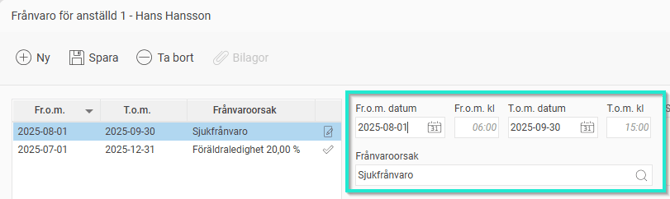 Frånvaro för anställd 1 - Hans Hansson
Ny Spara Ta bort Bilagor
Fr.o.m. T.o.m. Frånvaroorsak
2025-08-01 2025-09-30 Sjukfrånvaro
2025-07-01 2025-12-31 Föräldraledighet 20,00 %
Fr.o.m. datum Fr.o.m. kl T.o.m. datum T.o.m. kl
2025-08-01 06:00 2025-09-30 15:00
Frånvaroorsak
Sjukfrånvaro